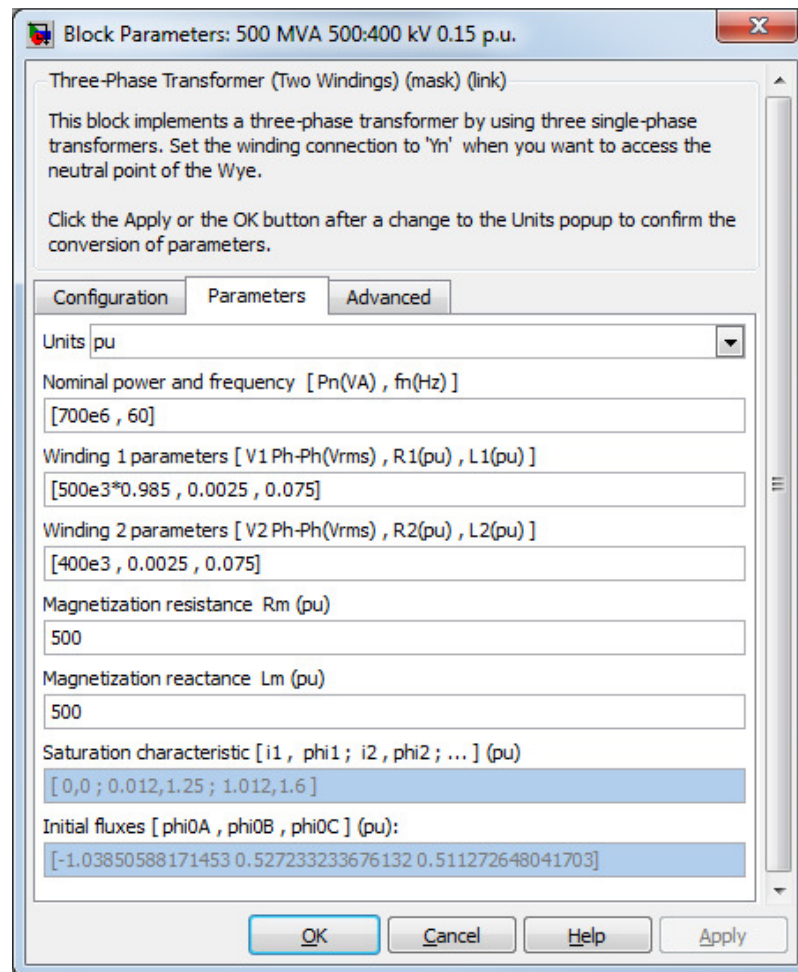 Block Parameters: 500 MVA 500:400 kV 0.15 p.u.
Three-Phase Transformer (Two Windings) (mask) (link)
This block implements a three-phase transformer by using three single-phase
transformers. Set the winding connection to 'Yn' when you want to access the
neutral point of the Wye.
Click the Apply or the OK button after a change to the Units popup to confirm the
conversion of parameters.
Configuration Parameters Advanced
Units pu
Nominal power and frequency [ Pn(VA) , fn(Hz) ]
[700e6 , 60]
Winding 1 parameters [ V1 Ph-Ph(Vrms) , R1(pu) , L1(pu) ]
[500e3*0.985 , 0.0025 , 0.075]
Winding 2 parameters [ V2 Ph-Ph(Vrms) , R2(pu) , L2(pu) ]
[400e3 , 0.0025 , 0.075]
Magnetization resistance Rm (pu)
500
Magnetization reactance Lm (pu)
500
Saturation characteristic [ i1 , phi1 ; i2 , phi2 ; ... ] (pu)
[ 0,0 ; 0.012,1.25 ; 1.012,1.6 ]
Initial fluxes [ phi0A , phi0B , phi0C ] (pu):
[-1.03850588171453 0.527233233676132 0.511272648041703]
OK Cancel Help Apply